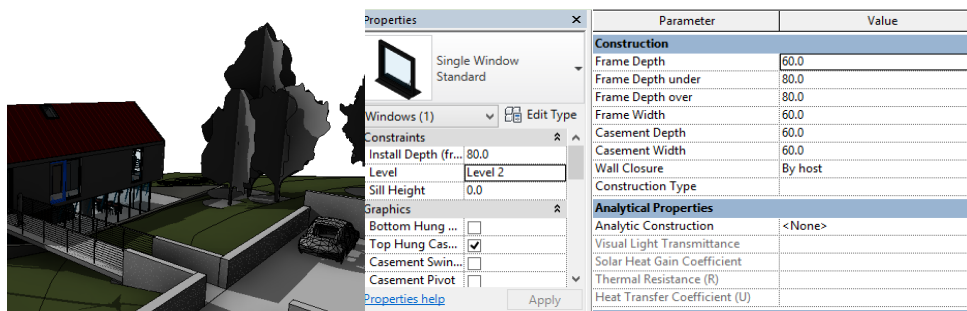 Properties
Single Window
Standard
Windows (1)
Edit Type
Constraints
Install Depth (fr... 80.0
Level Level 2
Sill Height 0.0
Graphics
Bottom Hung ...
Top Hung Cas...
Casement Swin...
Casement Pivot
Properties help
Apply
Parameter Value
Construction
Frame Depth 60.0
Frame Depth under 80.0
Frame Depth over 80.0
Frame Width 60.0
Casement Depth 60.0
Casement Width 60.0
Wall Closure By host
Construction Type
Analytical Properties
Analytic Construction <None>
Visual Light Transmittance
Solar Heat Gain Coefficient
Thermal Resistance (R)
Heat Transfer Coefficient (U)